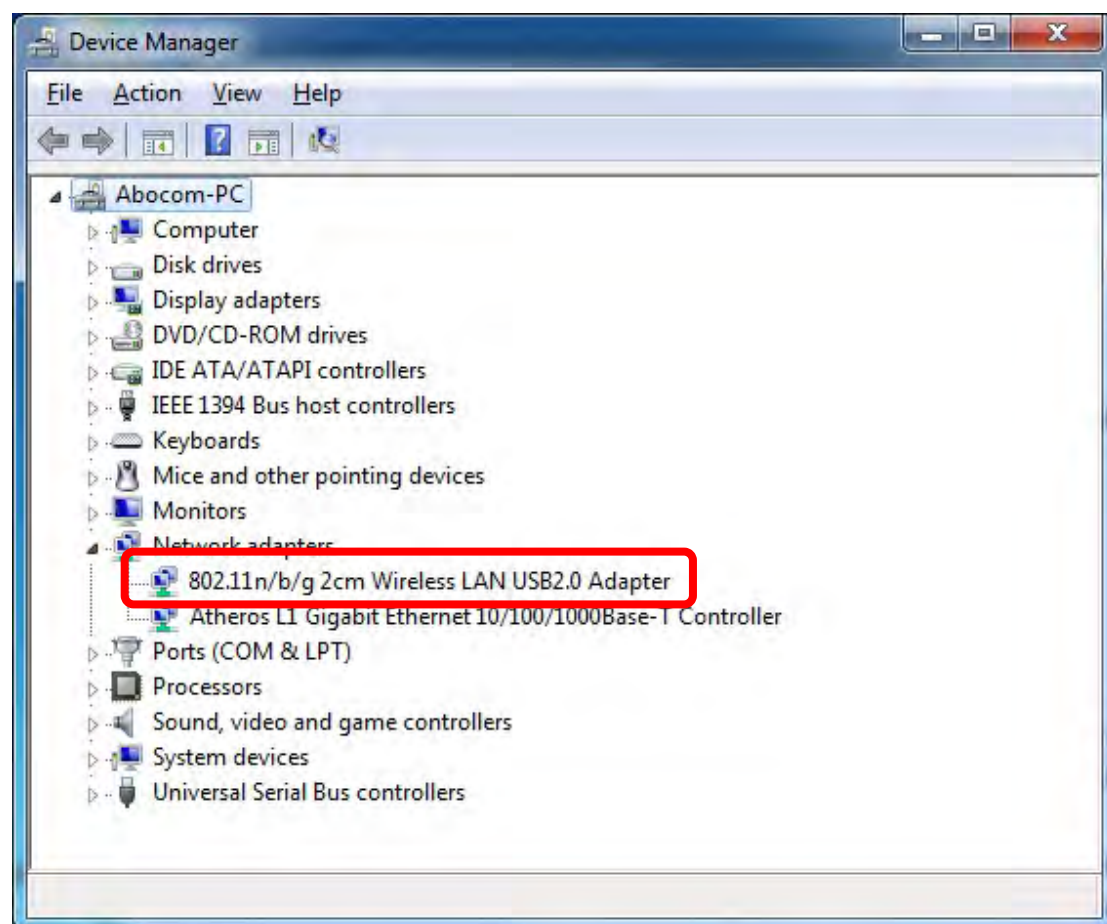 Device Manager
File Action View Help
Abocom-PC
Computer
Disk drives
Display adapters
DVD/CD-ROM drives
IDE ATA/ATAPI controllers
IEEE 1394 Bus host controllers
Keyboards
Mice and other pointing devices
Monitors
Network adapters
802.11n/b/g 2cm Wireless LAN USB2.0 Adapter
Atheros L1 Gigabit Ethernet 10/100/1000Base-T Controller
Ports (COM & LPT)
Processors
Sound, video and game controllers
System devices
Universal Serial Bus controllers